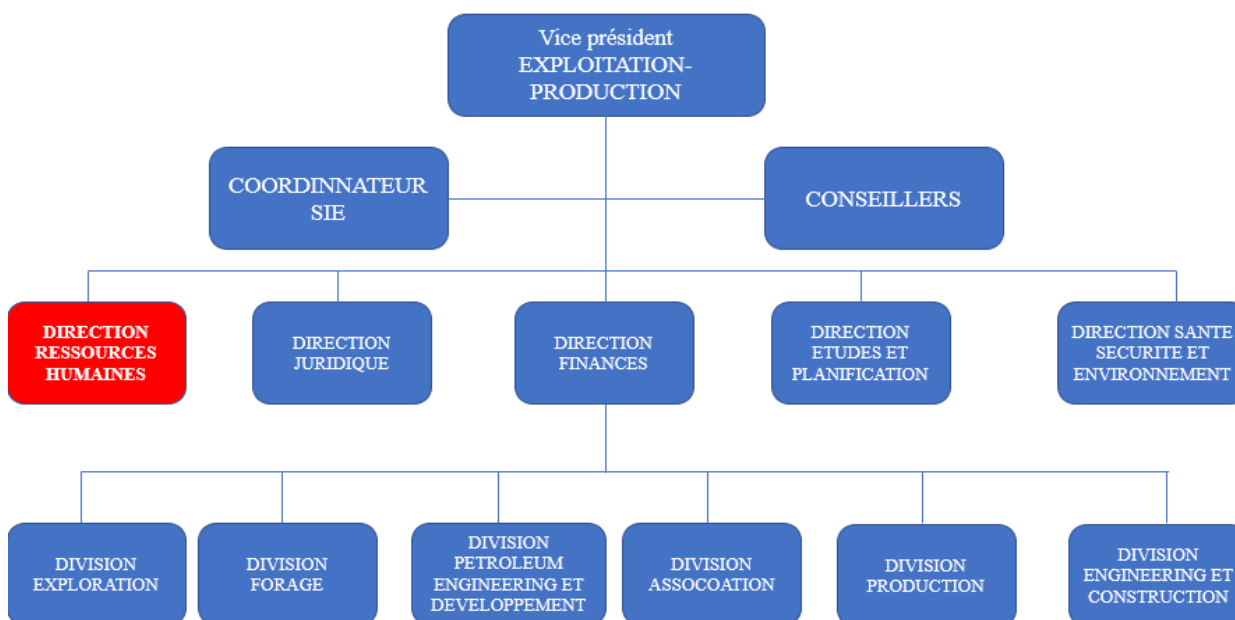 Vice président
EXPLOITATION-
PRODUCTION
COORDINNATEUR
SIE
CONSEILLERS
DIRECTION
RESSOURCES
HUMAINES
DIRECTION
JURIDIQUE
DIRECTION
FINANCES
DIRECTION
ETUDES ET
PLANIFICATION
DIRECTION SANTE
SECURITE ET
ENVIRONNEMENT
DIVISION
EXPLORATION
DIVISION
FORAGE
DIVISION
PETROLEUM
ENGINEERING ET
DEVELOPPEMENT
DIVISION
ASSOCOATION
DIVISION
PRODUCTION
DIVISION
ENGINEERING ET
CONSTRUCTION